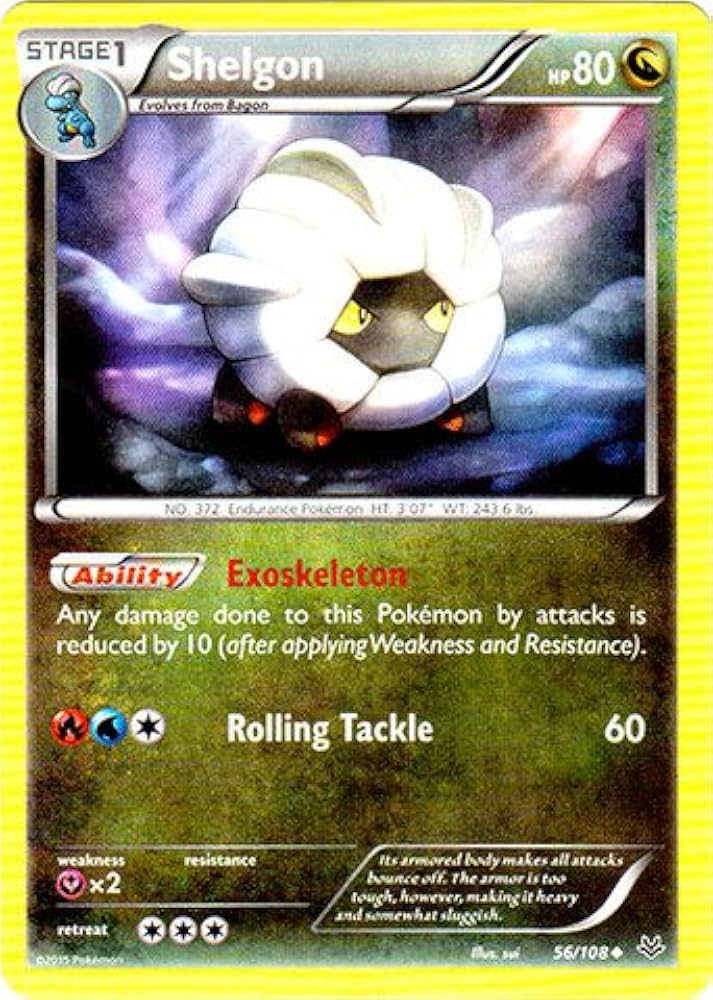 STAGE1
Shelgon
HP80
Evolves from Bagon
NO. 372 Endurance Pokémon HT. 3'07" WT. 243.6 lbs.
Ability Exoskeleton
Any damage done to this Pokémon by attacks is
reduced by 10 (after applying Weakness and Resistance).
Rolling Tackle 60
weakness resistance
×2
Its armored body makes all attacks
bounce off. The armor is too
tough, however, making it heavy
and somewhat sluggish.
retreat
©2015 Pokémon
Illus. sui
56/108